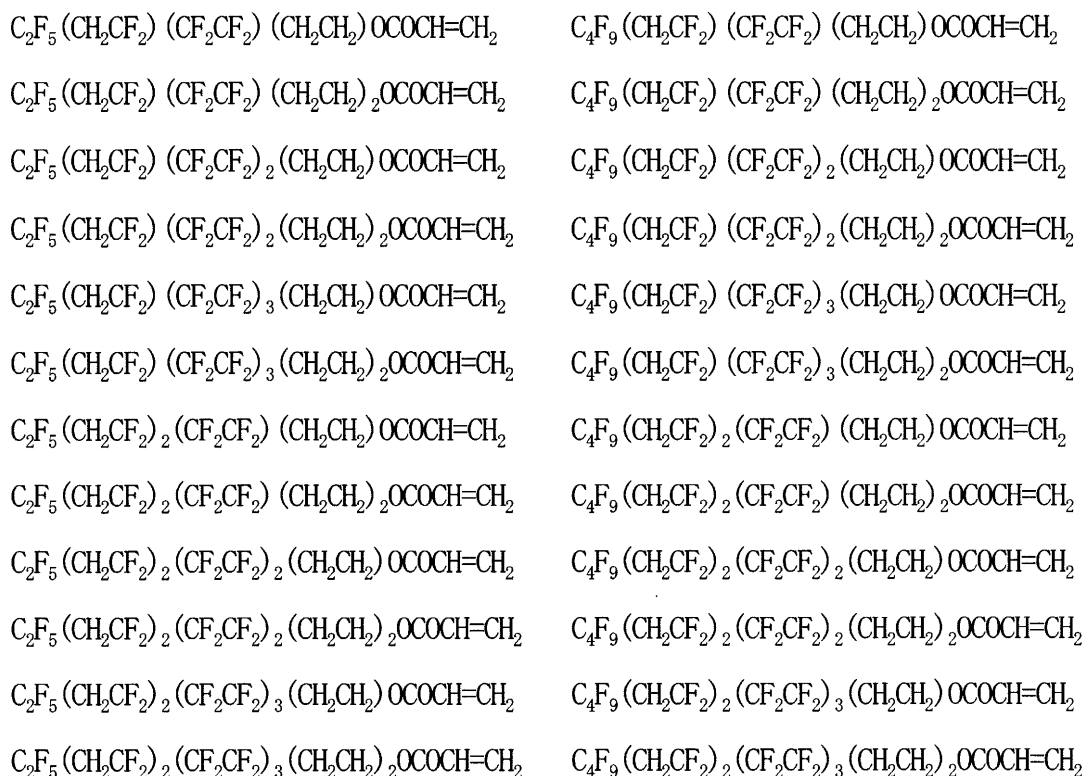 C₂F₅(CH₂CF₂)(CF₂CF₂)(CH₂CH₂)OCOCH=CH₂ C₄F₉(CH₂CF₂)(CF₂CF₂)(CH₂CH₂)OCOCH=CH₂
C₂F₅(CH₂CF₂)(CF₂CF₂)(CH₂CH₂)₂OCOCH=CH₂ C₄F₉(CH₂CF₂)(CF₂CF₂)(CH₂CH₂)₂OCOCH=CH₂
C₂F₅(CH₂CF₂)(CF₂CF₂)₂(CH₂CH₂)OCOCH=CH₂ C₄F₉(CH₂CF₂)(CF₂CF₂)₂(CH₂CH₂)OCOCH=CH₂
C₂F₅(CH₂CF₂)(CF₂CF₂)₂(CH₂CH₂)₂OCOCH=CH₂ C₄F₉(CH₂CF₂)(CF₂CF₂)₂(CH₂CH₂)₂OCOCH=CH₂
C₂F₅(CH₂CF₂)(CF₂CF₂)₃(CH₂CH₂)OCOCH=CH₂ C₄F₉(CH₂CF₂)(CF₂CF₂)₃(CH₂CH₂)OCOCH=CH₂
C₂F₅(CH₂CF₂)(CF₂CF₂)₃(CH₂CH₂)₂OCOCH=CH₂ C₄F₉(CH₂CF₂)(CF₂CF₂)₃(CH₂CH₂)₂OCOCH=CH₂
C₂F₅(CH₂CF₂)₂(CF₂CF₂)(CH₂CH₂)OCOCH=CH₂ C₄F₉(CH₂CF₂)₂(CF₂CF₂)(CH₂CH₂)OCOCH=CH₂
C₂F₅(CH₂CF₂)₂(CF₂CF₂)(CH₂CH₂)₂OCOCH=CH₂ C₄F₉(CH₂CF₂)₂(CF₂CF₂)(CH₂CH₂)₂OCOCH=CH₂
C₂F₅(CH₂CF₂)₂(CF₂CF₂)₂(CH₂CH₂)OCOCH=CH₂ C₄F₉(CH₂CF₂)₂(CF₂CF₂)₂(CH₂CH₂)OCOCH=CH₂
C₂F₅(CH₂CF₂)₂(CF₂CF₂)₂(CH₂CH₂)₂OCOCH=CH₂ C₄F₉(CH₂CF₂)₂(CF₂CF₂)₂(CH₂CH₂)₂OCOCH=CH₂
C₂F₅(CH₂CF₂)₂(CF₂CF₂)₃(CH₂CH₂)OCOCH=CH₂ C₄F₉(CH₂CF₂)₂(CF₂CF₂)₃(CH₂CH₂)OCOCH=CH₂
C₂F₅(CH₂CF₂)₂(CF₂CF₂)₃(CH₂CH₂)₂OCOCH=CH₂ C₄F₉(CH₂CF₂)₂(CF₂CF₂)₃(CH₂CH₂)₂OCOCH=CH₂